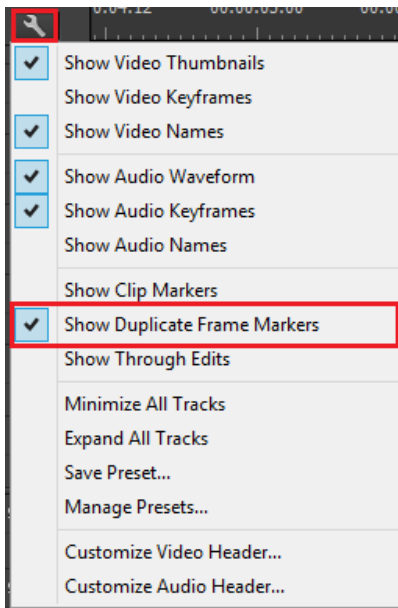 Show Video Thumbnails
Show Video Keyframes
Show Video Names
Show Audio Waveform
Show Audio Keyframes
Show Audio Names
Show Clip Markers
Show Duplicate Frame Markers
Show Through Edits
Minimize All Tracks
Expand All Tracks
Save Preset...
Manage Presets...
Customize Video Header...
Customize Audio Header...